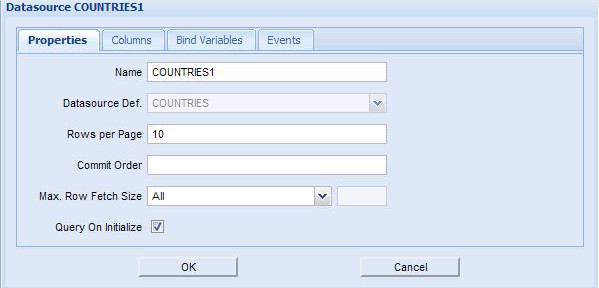 Datasource COUNTRIES1
Properties Columns Bind Variables Events
Name COUNTRIES1
Datasource Def. COUNTRIES
Rows per Page 10
Commit Order
Max. Row Fetch Size All
Query On Initialize
OK Cancel